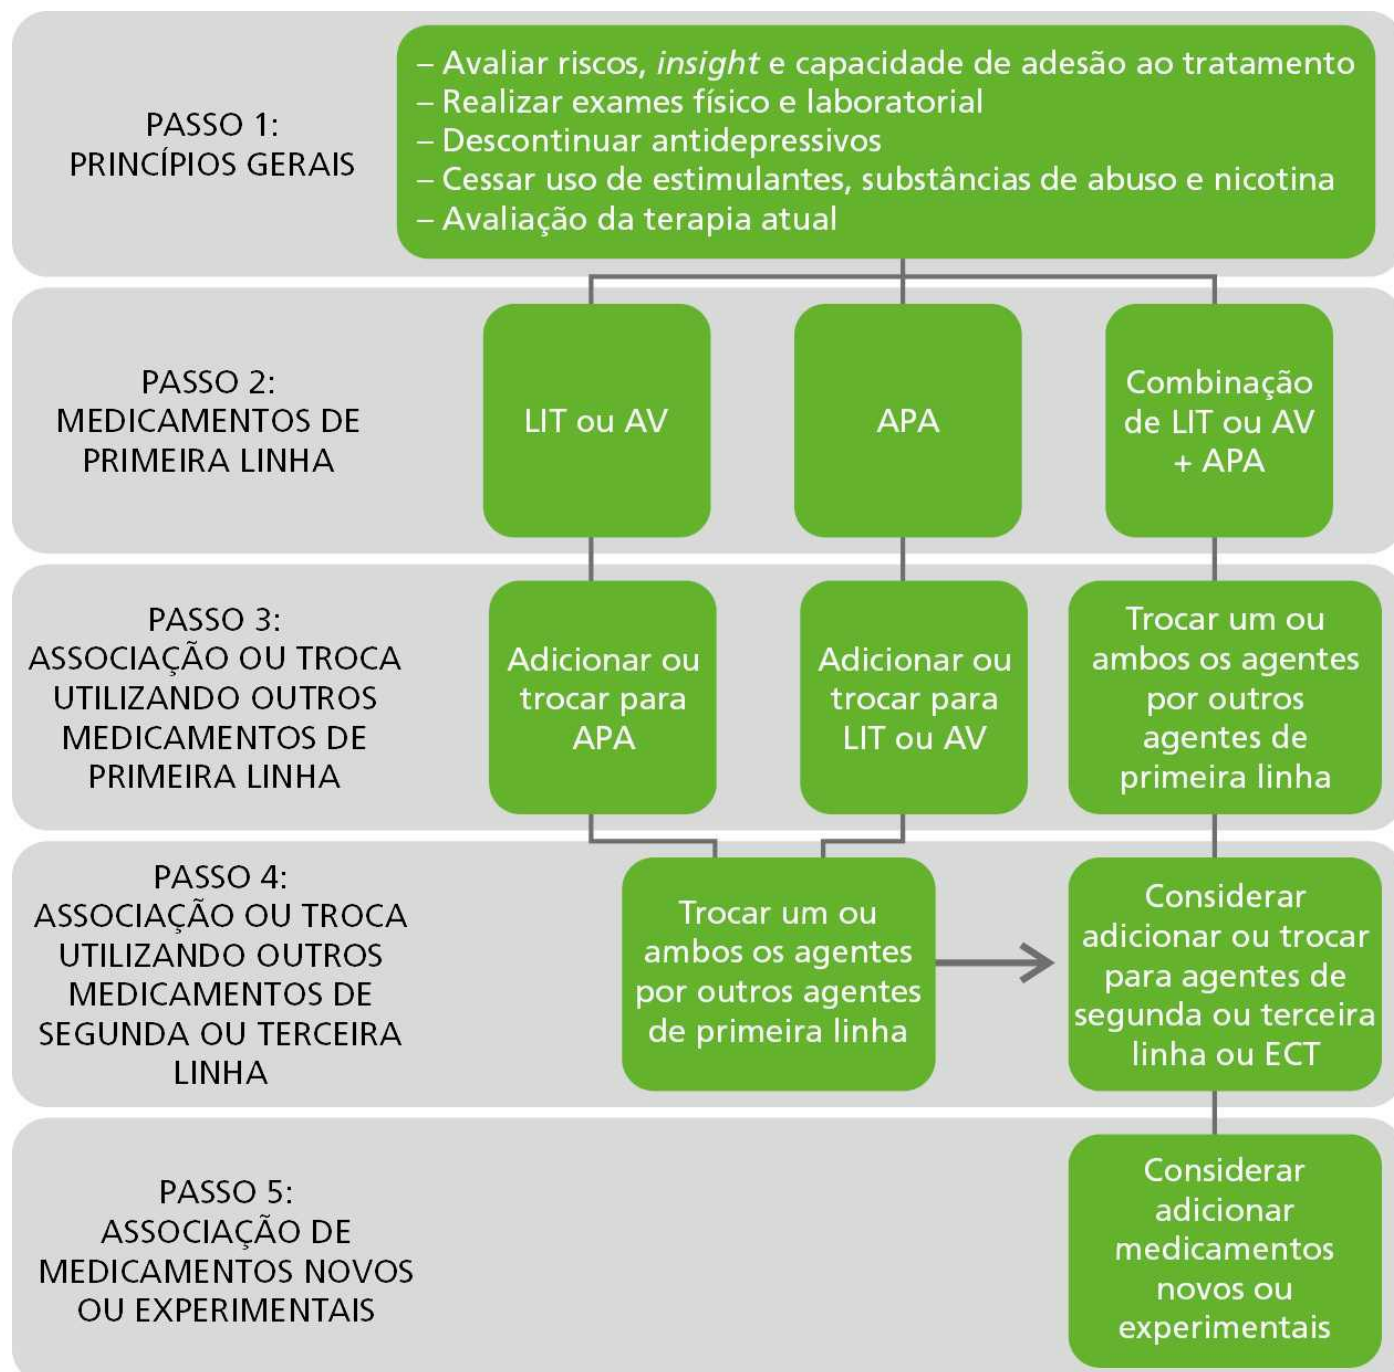 PASSO 1:
PRINCÍPIOS GERAIS
– Avaliar riscos, insight e capacidade de adesão ao tratamento
– Realizar exames físico e laboratorial
– Descontinuar antidepressivos
– Cessar uso de estimulantes, substâncias de abuso e nicotina
– Avaliação da terapia atual
PASSO 2:
MEDICAMENTOS DE
PRIMEIRA LINHA
LIT ou AV
APA
Combinação
de LIT ou AV
+ APA
PASSO 3:
ASSOCIAÇÃO OU TROCA
UTILIZANDO OUTROS
MEDICAMENTOS DE
PRIMEIRA LINHA
Adicionar ou
trocar para
APA
Adicionar ou
trocar para
LIT ou AV
Trocar um ou
ambos os agentes
por outros
agentes de
primeira linha
PASSO 4:
ASSOCIAÇÃO OU TROCA
UTILIZANDO OUTROS
MEDICAMENTOS DE
SEGUNDA OU TERCEIRA
LINHA
Trocar um ou
ambos os agentes
por outros agentes
de primeira linha
Considerar
adicionar ou trocar
para agentes de
segunda ou terceira
linha ou ECT
PASSO 5:
ASSOCIAÇÃO DE
MEDICAMENTOS NOVOS
OU EXPERIMENTAIS
Considerar
adicionar
medicamentos
novos ou
experimentais